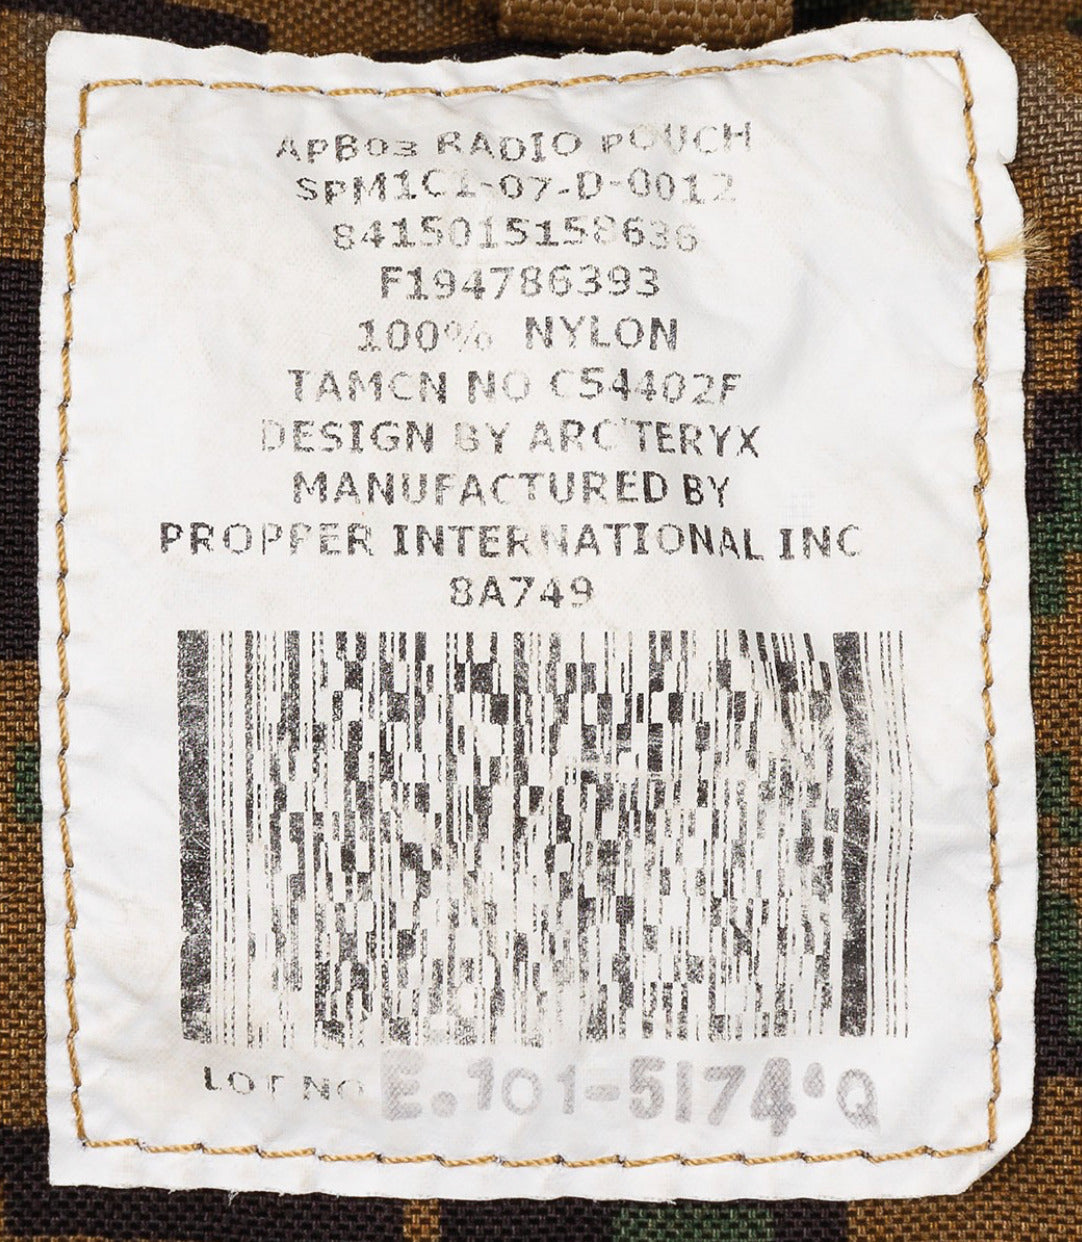 APB03 RADIO POUCH
SPM1C1-07-D-0012
8415015158636
F194786393
100% NYLON
TAMCN NO C54402F
DESIGN BY ARC'TERYX
MANUFACTURED BY
PROPPER INTERNATIONAL INC
8A749
LOT NO E.101-5174'Q